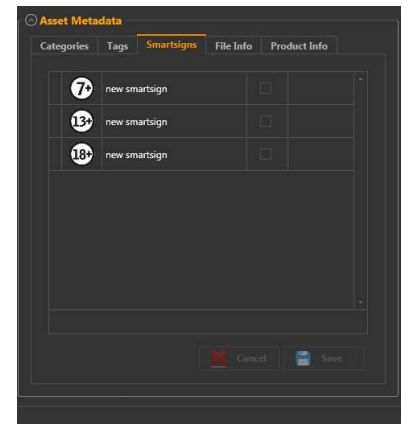 Asset Metadata
Categories Tags Smartsigns File Info Product Info
7+ new smartsign
13+ new smartsign
18+ new smartsign
Cancel Save